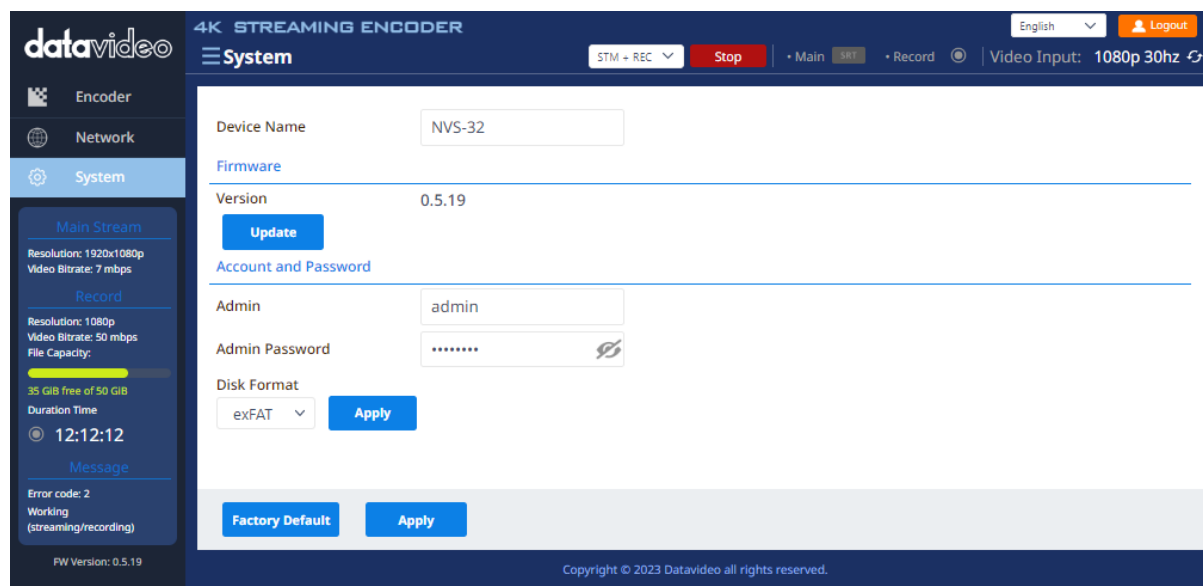 datavideo
4K STREAMING ENCODER
English
Logout
System
STM + REC
Stop
• Main SRT
• Record
Video Input: 1080p 30hz
Encoder
Network
System
Main Stream
Resolution: 1920x1080p
Video Bitrate: 7 mbps
Record
Resolution: 1080p
Video Bitrate: 50 mbps
File Capacity:
35 GiB free of 50 GiB
Duration Time
12:12:12
Message
Error code: 2
Working
(streaming/recording)
FW Version: 0.5.19
Device Name NVS-32
Firmware
Version 0.5.19
Update
Account and Password
Admin admin
Admin Password ••••••••
Disk Format
exFAT Apply
Factory Default Apply
Copyright © 2023 Datavideo all rights reserved.